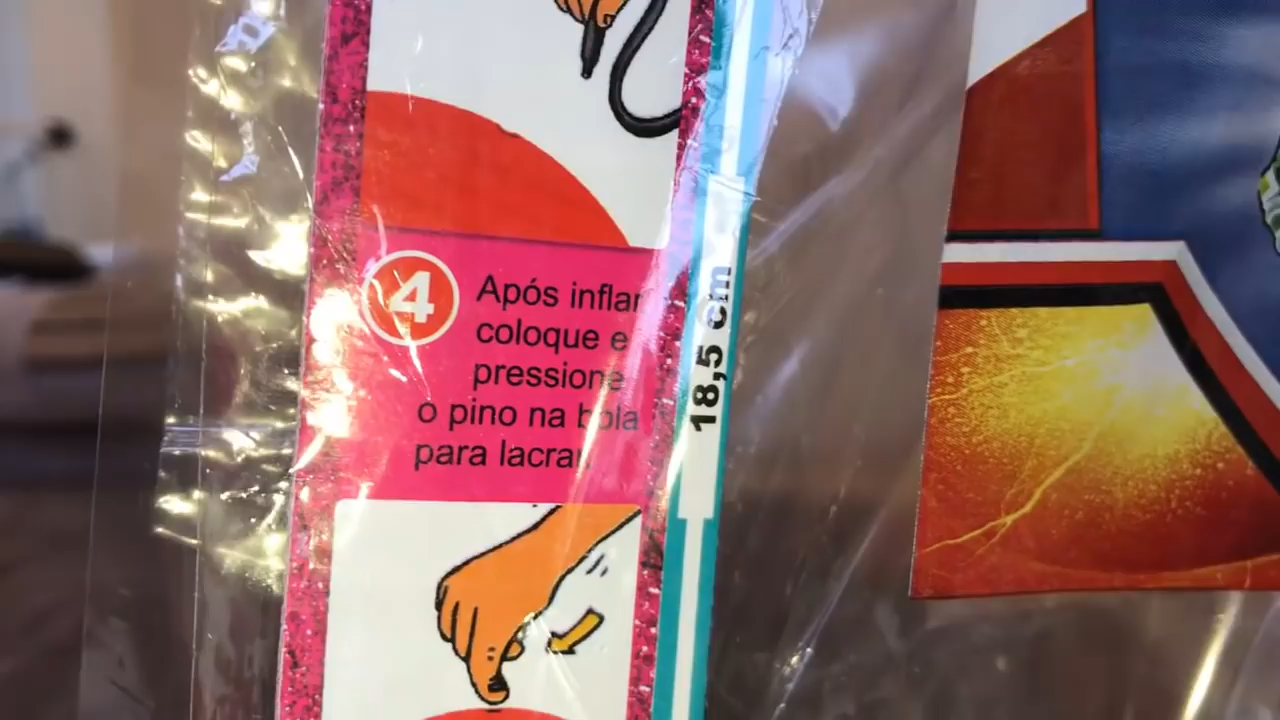 4
Após inflar
coloque e
pressione
o pino na bola
para lacrar.
18,5 cm